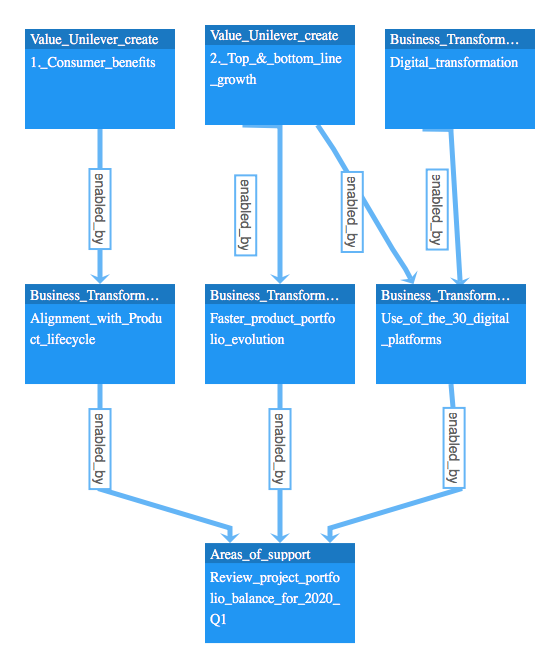 Value_Unilever_create
1._Consumer_benefits
Value_Unilever_create
2._Top_&_bottom_line
_growth
Business_Transform…
Digital_transformation
enabled_by
enabled_by
enabled_by
enabled_by
Business_Transform…
Alignment_with_Produ
ct_lifecycle
Business_Transform…
Faster_product_portfo
lio_evolution
Business_Transform…
Use_of_the_30_digital
_platforms
enabled_by
enabled_by
enabled_by
Areas_of_support
Review_project_portfo
lio_balance_for_2020_
Q1